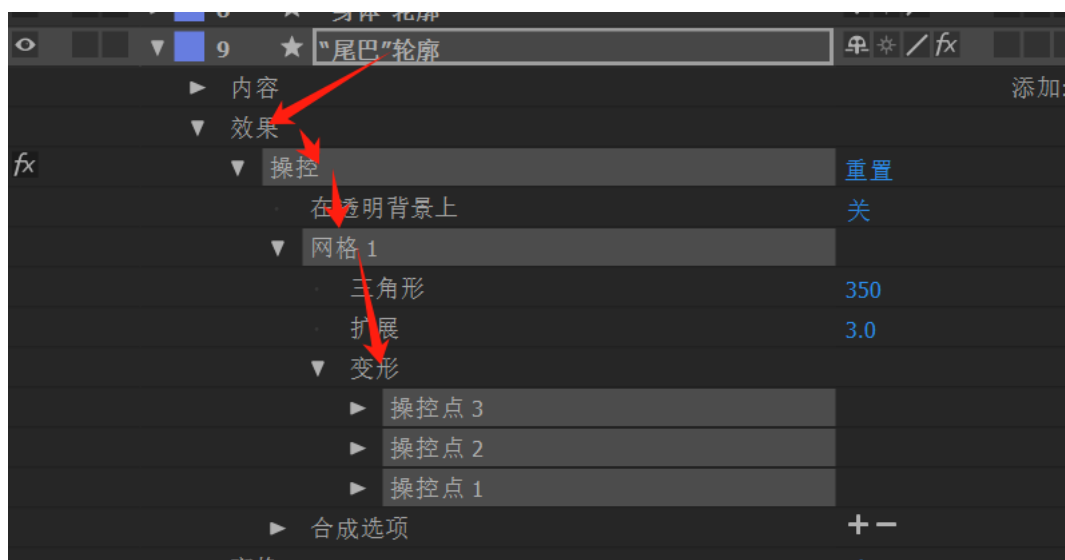 9 “尾巴”轮廓 fx
内容 添加:
效果
fx 操控 重置
在透明背景上 关
网格 1
三角形 350
扩展 3.0
变形
操控点 3
操控点 2
操控点 1
合成选项 +−